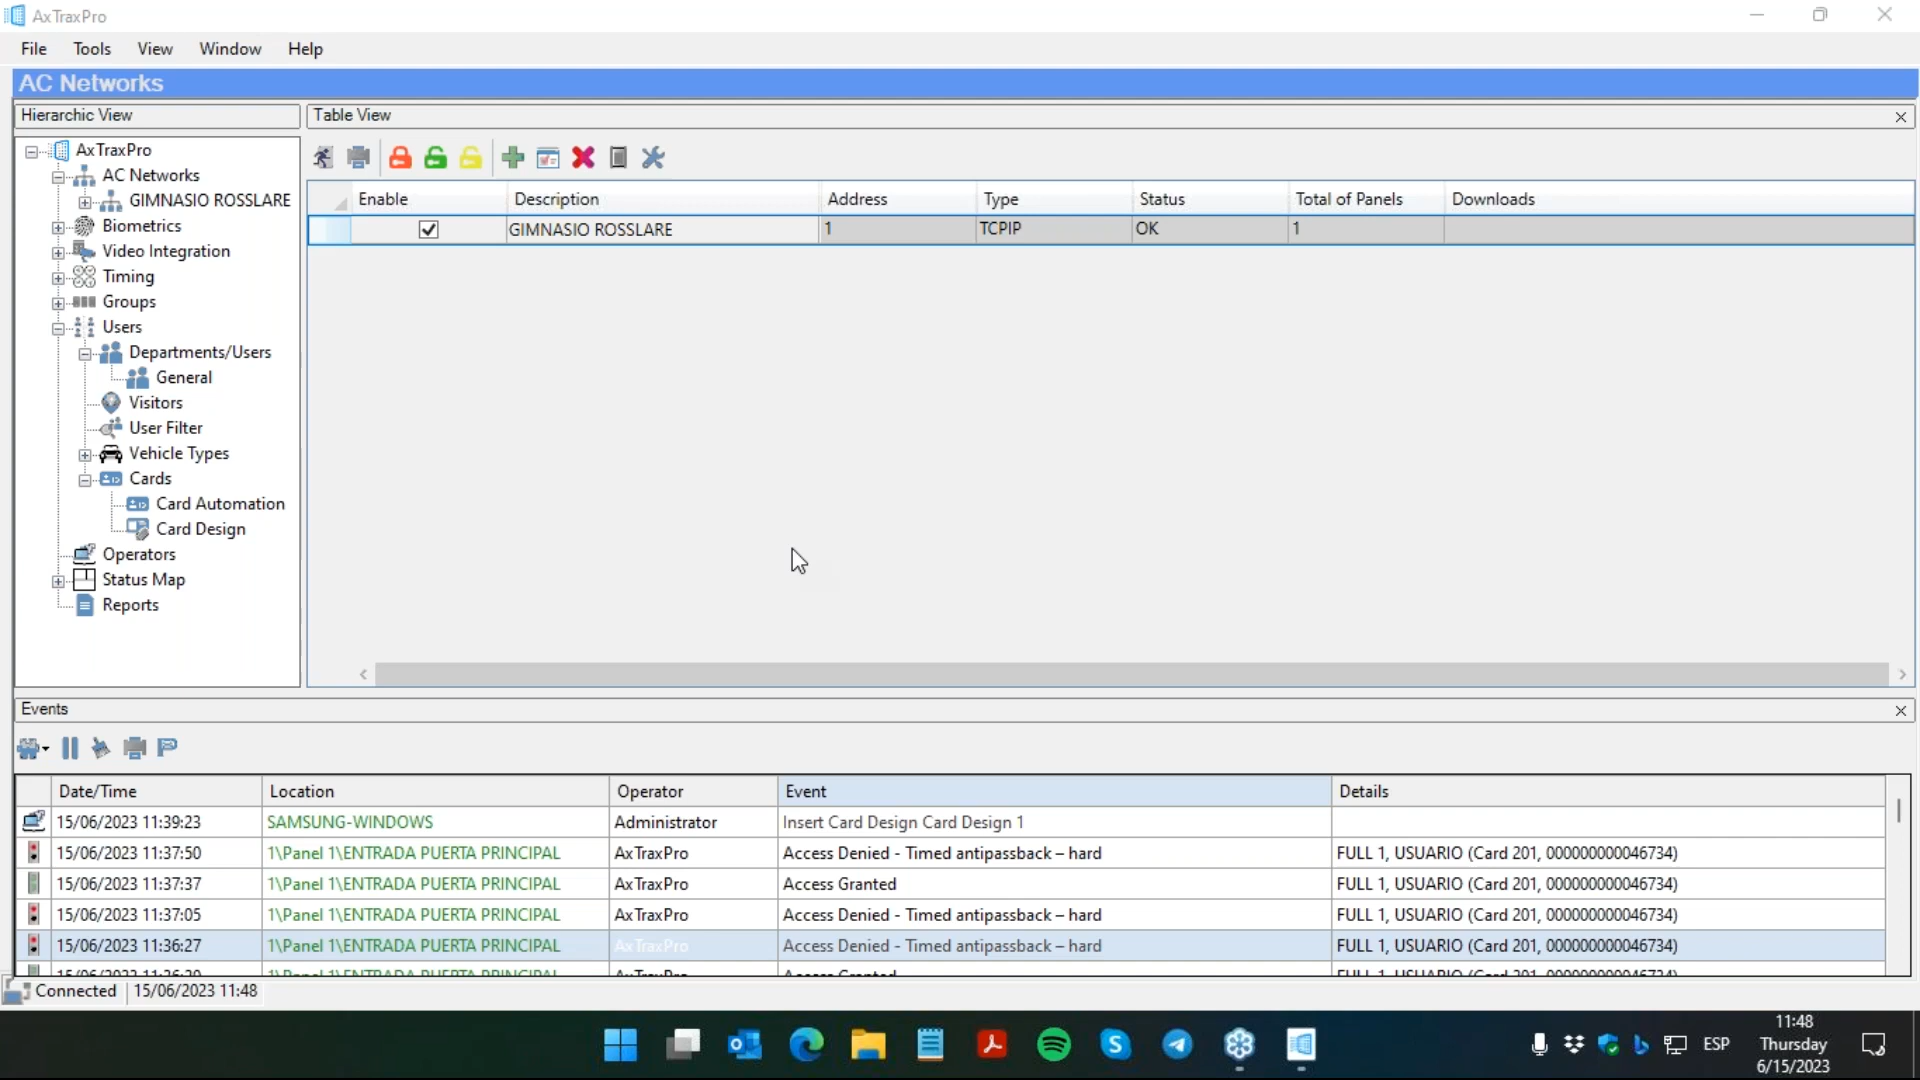 AxTraxPro
File Tools View Window Help
AC Networks
Hierarchic View
AxTraxPro
AC Networks
GIMNASIO ROSSLARE
Biometrics
Video Integration
Timing
Groups
Users
Departments/Users
General
Visitors
User Filter
Vehicle Types
Cards
Card Automation
Card Design
Operators
Status Map
Reports
Table View
Enable Description Address Type Status Total of Panels Downloads
GIMNASIO ROSSLARE 1 TCPIP OK 1
Events
Date/Time Location Operator Event Details
15/06/2023 11:39:23 SAMSUNG-WINDOWS Administrator Insert Card Design Card Design 1
15/06/2023 11:37:50 1\Panel 1\ENTRADA PUERTA PRINCIPAL AxTraxPro Access Denied - Timed antipassback – hard FULL 1, USUARIO (Card 201, 000000000046734)
15/06/2023 11:37:37 1\Panel 1\ENTRADA PUERTA PRINCIPAL AxTraxPro Access Granted FULL 1, USUARIO (Card 201, 000000000046734)
15/06/2023 11:37:05 1\Panel 1\ENTRADA PUERTA PRINCIPAL AxTraxPro Access Denied - Timed antipassback – hard FULL 1, USUARIO (Card 201, 000000000046734)
15/06/2023 11:36:27 1\Panel 1\ENTRADA PUERTA PRINCIPAL AxTraxPro Access Denied - Timed antipassback – hard FULL 1, USUARIO (Card 201, 000000000046734)
Connected 15/06/2023 11:48
ESP
11:48
Thursday
6/15/2023